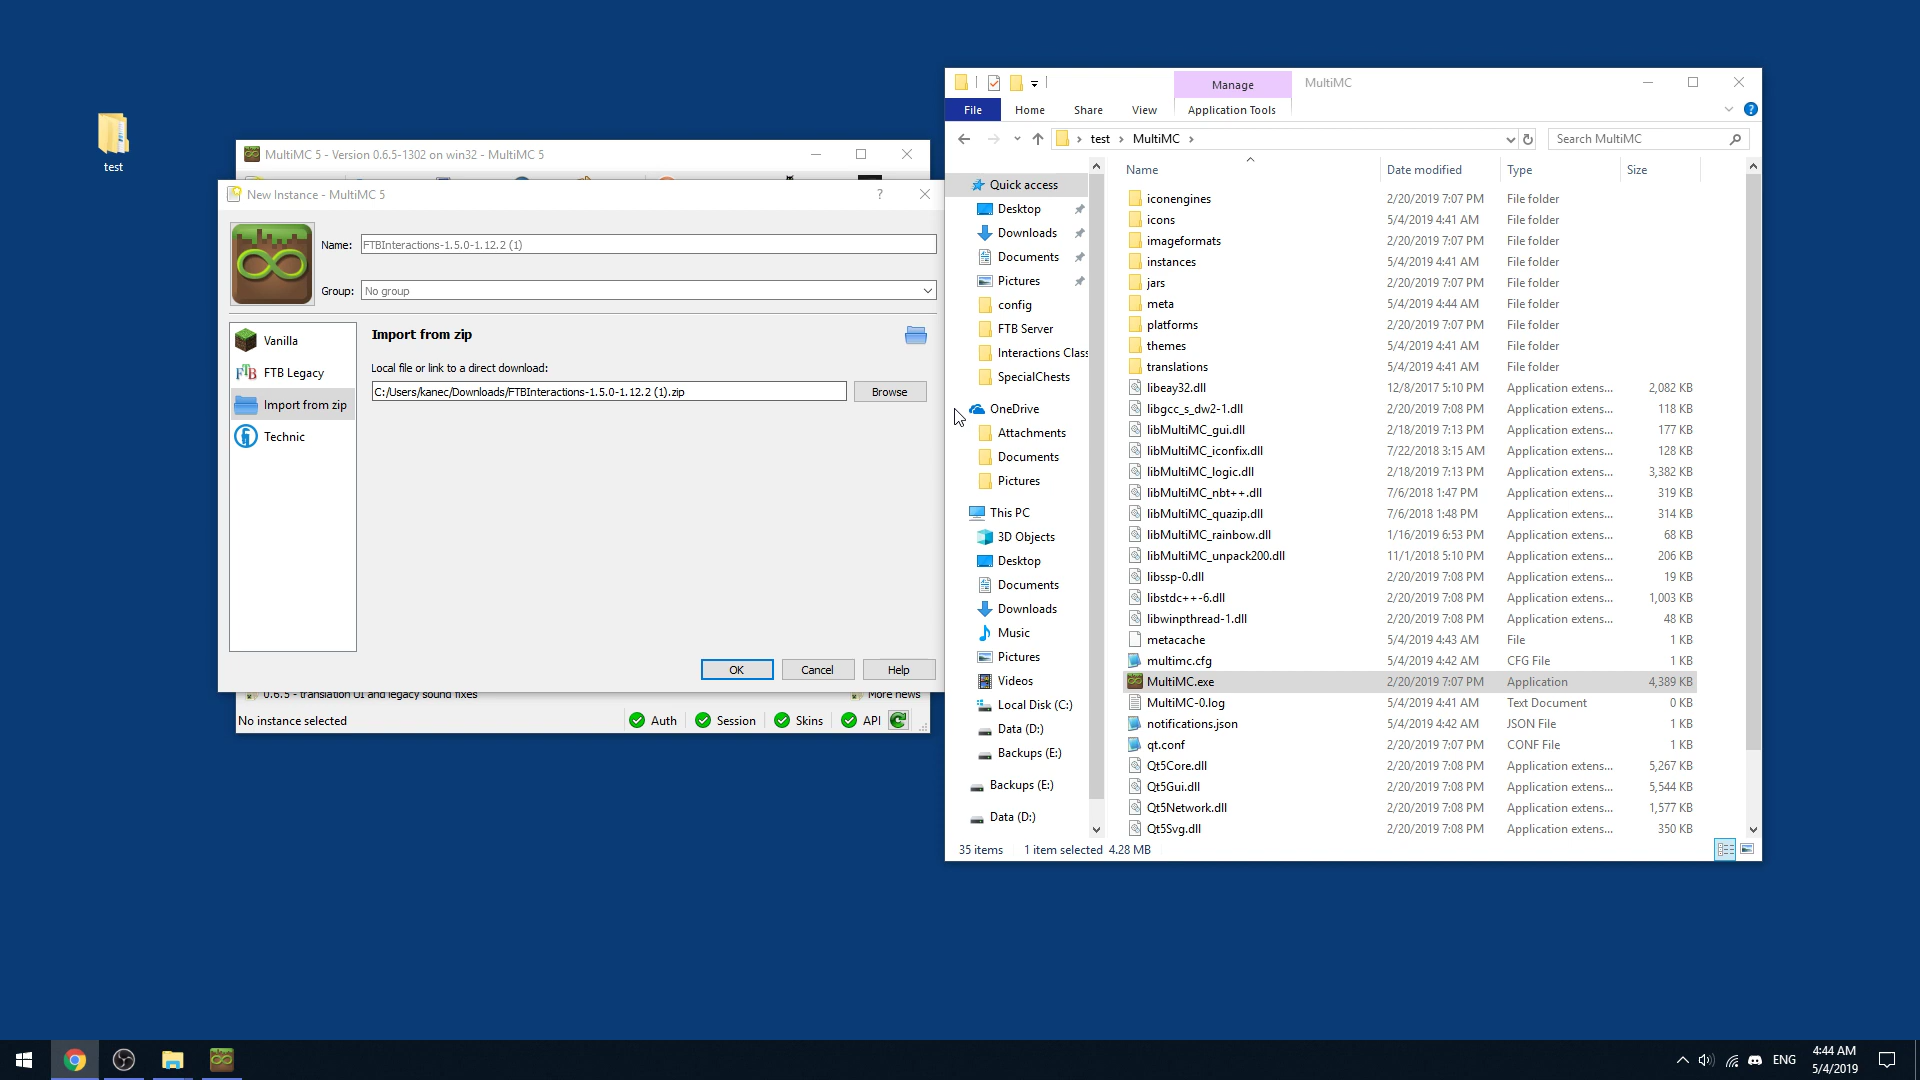 test
MultiMC 5 - Version 0.6.5-1302 on win32 - MultiMC 5
New Instance - MultiMC 5
?
Name: FTBInteractions-1.5.0-1.12.2 (1)
Group: No group
Vanilla
FTB Legacy
Import from zip
Technic
Import from zip
Local file or link to a direct download:
C:/Users/kanec/Downloads/FTBInteractions-1.5.0-1.12.2 (1).zip Browse
OK Cancel Help
0.6.5 - translation UI and legacy sound fixes More news
No instance selected Auth Session Skins API
Manage MultiMC
File Home Share View Application Tools
test MultiMC Search MultiMC
Quick access
Desktop
Downloads
Documents
Pictures
config
FTB Server
Interactions Class
SpecialChests
OneDrive
Attachments
Documents
Pictures
This PC
3D Objects
Desktop
Documents
Downloads
Music
Pictures
Videos
Local Disk (C:)
Data (D:)
Backups (E:)
Backups (E:)
Data (D:)
Name Date modified Type Size
iconengines 2/20/2019 7:07 PM File folder
icons 5/4/2019 4:41 AM File folder
imageformats 2/20/2019 7:07 PM File folder
instances 5/4/2019 4:41 AM File folder
jars 2/20/2019 7:07 PM File folder
meta 5/4/2019 4:44 AM File folder
platforms 2/20/2019 7:07 PM File folder
themes 5/4/2019 4:41 AM File folder
translations 5/4/2019 4:41 AM File folder
libeay32.dll 12/8/2017 5:10 PM Application extens... 2,082 KB
libgcc_s_dw2-1.dll 2/20/2019 7:08 PM Application extens... 118 KB
libMultiMC_gui.dll 2/18/2019 7:13 PM Application extens... 177 KB
libMultiMC_iconfix.dll 7/22/2018 3:15 AM Application extens... 128 KB
libMultiMC_logic.dll 2/18/2019 7:13 PM Application extens... 3,382 KB
libMultiMC_nbt++.dll 7/6/2018 1:47 PM Application extens... 319 KB
libMultiMC_quazip.dll 7/6/2018 1:48 PM Application extens... 314 KB
libMultiMC_rainbow.dll 1/16/2019 6:53 PM Application extens... 68 KB
libMultiMC_unpack200.dll 11/1/2018 5:10 PM Application extens... 206 KB
libssp-0.dll 2/20/2019 7:08 PM Application extens... 19 KB
libstdc++-6.dll 2/20/2019 7:08 PM Application extens... 1,003 KB
libwinpthread-1.dll 2/20/2019 7:08 PM Application extens... 48 KB
metacache 5/4/2019 4:43 AM File 1 KB
multimc.cfg 5/4/2019 4:42 AM CFG File 1 KB
MultiMC.exe 2/20/2019 7:07 PM Application 4,389 KB
MultiMC-0.log 5/4/2019 4:41 AM Text Document 0 KB
notifications.json 5/4/2019 4:42 AM JSON File 1 KB
qt.conf 2/20/2019 7:07 PM CONF File 1 KB
Qt5Core.dll 2/20/2019 7:08 PM Application extens... 5,267 KB
Qt5Gui.dll 2/20/2019 7:08 PM Application extens... 5,544 KB
Qt5Network.dll 2/20/2019 7:08 PM Application extens... 1,577 KB
Qt5Svg.dll 2/20/2019 7:08 PM Application extens... 350 KB
35 items 1 item selected 4.28 MB
ENG 4:44 AM
5/4/2019